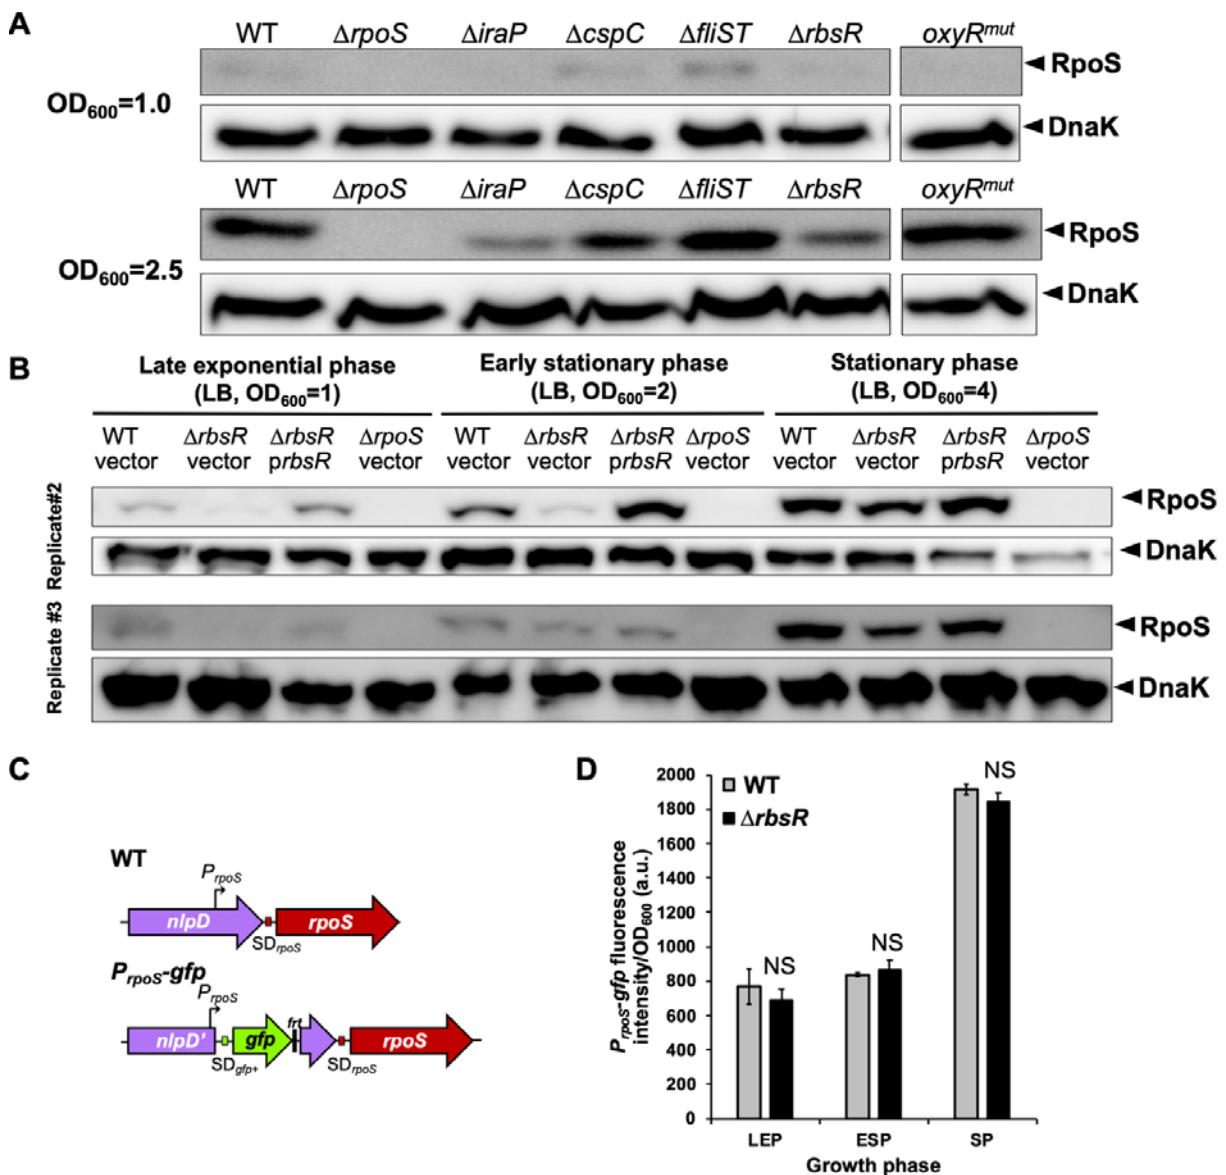 A
WT ΔrpoS ΔiraP ΔcspC ΔfliST ΔrbsR oxyRmut
RpoS
OD600=1.0
DnaK
WT ΔrpoS ΔiraP ΔcspC ΔfliST ΔrbsR oxyRmut
RpoS
OD600=2.5
DnaK
B
Late exponential phase Early stationary phase Stationary phase
(LB, OD600=1) (LB, OD600=2) (LB, OD600=4)
WT ΔrbsR ΔrbsR ΔrpoS WT ΔrbsR ΔrbsR ΔrpoS WT ΔrbsR ΔrbsR ΔrpoS
vector vector prbsR vector vector vector prbsR vector vector vector prbsR vector
Replicate#2
RpoS
DnaK
Replicate #3
RpoS
DnaK
C
WT
PrpoS
nlpD rpoS
SDrpoS
PrpoS-gfp
PrpoS
nlpD' gfp frt rpoS
SDgfp+ SDrpoS
D
PrpoS-gfp fluorescence
intensity/OD600 (a.u.)
2000
1800
1600
1400
1200
1000
800
600
400
200
0
WT
ΔrbsR
NS
NS
NS
LEP ESP SP
Growth phase